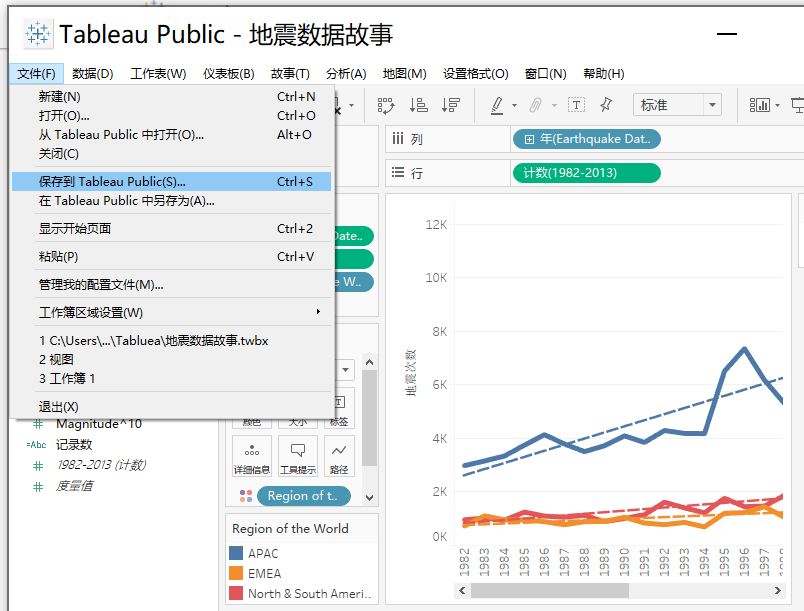 Tableau Public - 地震数据故事
文件(F) 数据(D) 工作表(W) 仪表板(B) 故事(T) 分析(A) 地图(M) 设置格式(O) 窗口(N) 帮助(H)
新建(N) Ctrl+N
打开(O)... Ctrl+O
从 Tableau Public 中打开(O)... Alt+O
关闭(C)
保存到 Tableau Public(S)... Ctrl+S
在 Tableau Public 中另存为(A)...
显示开始页面 Ctrl+2
粘贴(P) Ctrl+V
管理我的配置文件(M)...
工作簿区域设置(W)
1 C:\Users\...\Tabluea\地震数据故事.twbx
2 视图
3 工作簿 1
退出(X)
标准
列 年(Earthquake Dat..
行 计数(1982-2013)
Date..
e W..
颜色 大小 标签
详细信息 工具提示 路径
Region of t..
Region of the World
APAC
EMEA
North & South Ameri..
Magnitude^10
=Abc 记录数
1982-2013 (计数)
度量值
地震次数
12K
10K
8K
6K
4K
2K
0K
1982 1983 1984 1985 1986 1987 1988 1989 1990 1991 1992 1993 1994 1995 1996 1997